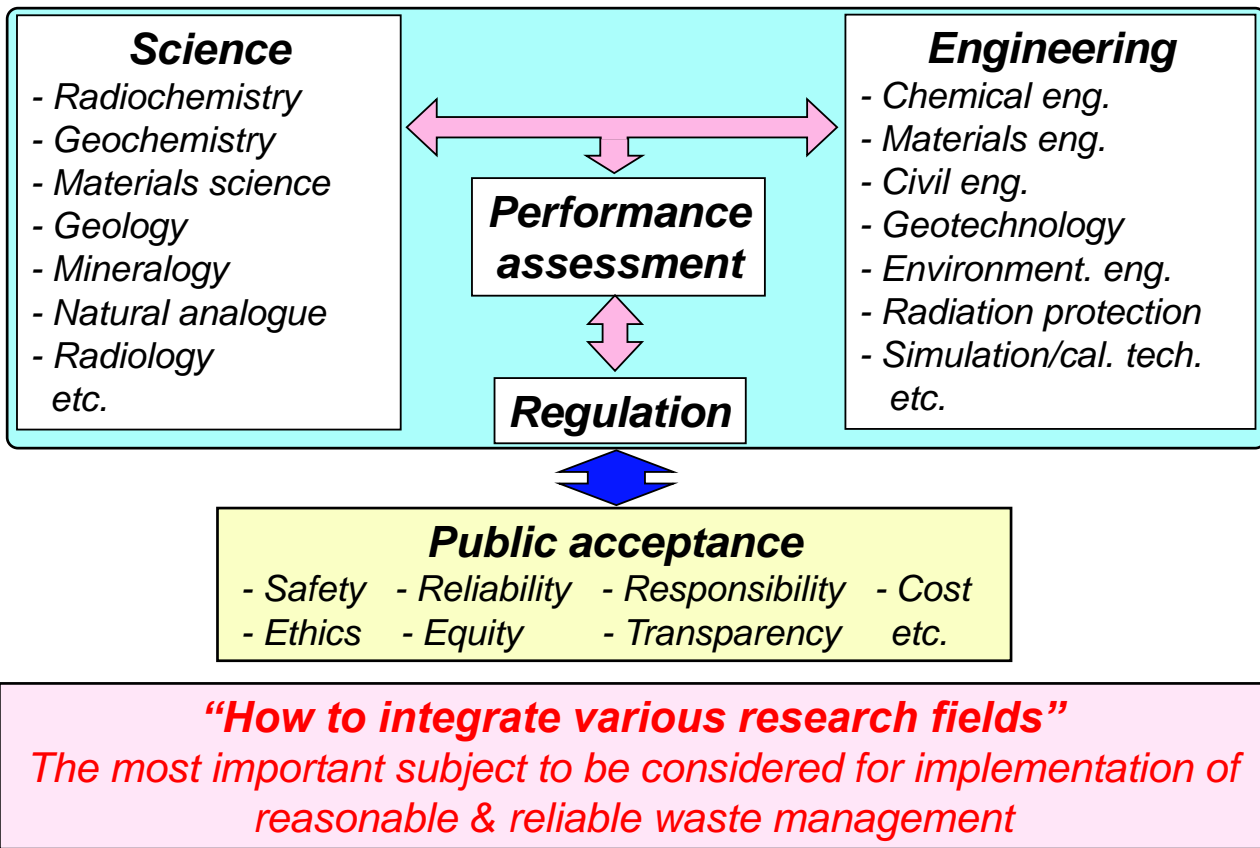 Science
- Radiochemistry
- Geochemistry
- Materials science
- Geology
- Mineralogy
- Natural analogue
- Radiology
etc.
Performance
assessment
Regulation
Engineering
- Chemical eng.
- Materials eng.
- Civil eng.
- Geotechnology
- Environment. eng.
- Radiation protection
- Simulation/cal. tech.
etc.
Public acceptance
- Safety - Reliability - Responsibility - Cost
- Ethics - Equity - Transparency etc.
“How to integrate various research fields”
The most important subject to be considered for implementation of
reasonable & reliable waste management